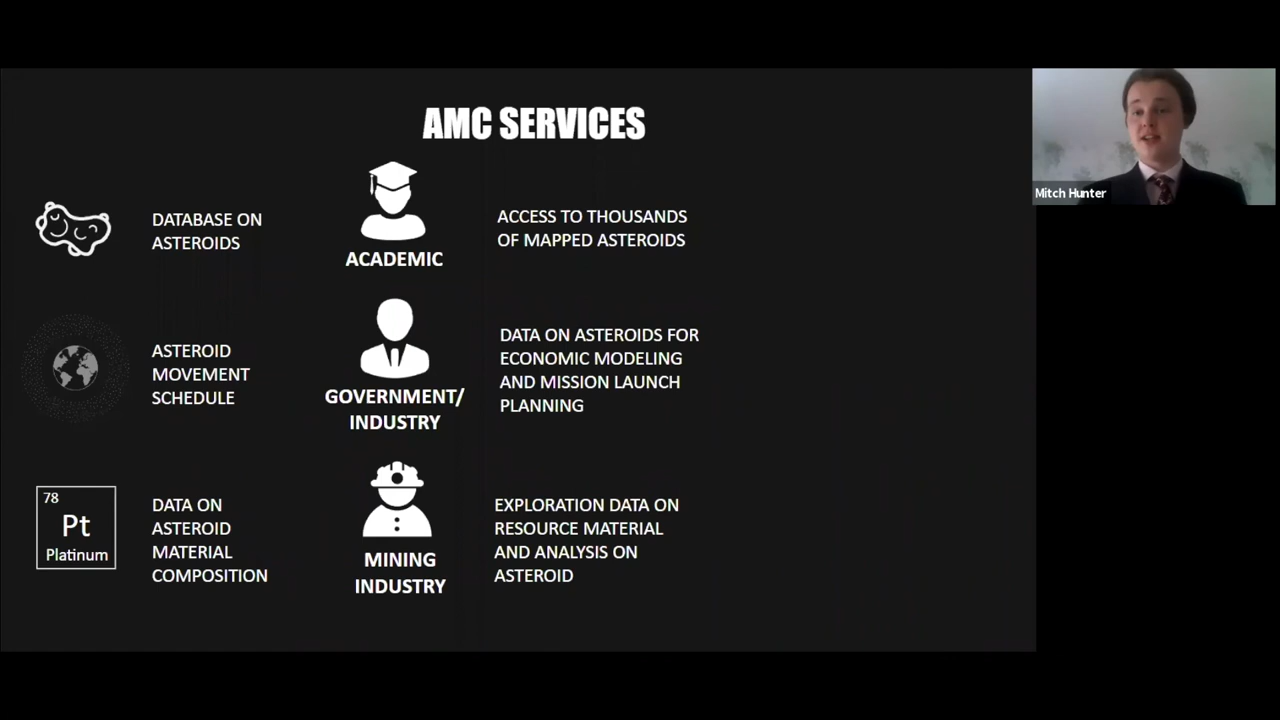 AMC SERVICES
Mitch Hunter
DATABASE ON
ASTEROIDS
ACADEMIC
ACCESS TO THOUSANDS
OF MAPPED ASTEROIDS
ASTEROID
MOVEMENT
SCHEDULE
GOVERNMENT/
INDUSTRY
DATA ON ASTEROIDS FOR
ECONOMIC MODELING
AND MISSION LAUNCH
PLANNING
78
Pt
Platinum
DATA ON
ASTEROID
MATERIAL
COMPOSITION
MINING
INDUSTRY
EXPLORATION DATA ON
RESOURCE MATERIAL
AND ANALYSIS ON
ASTEROID